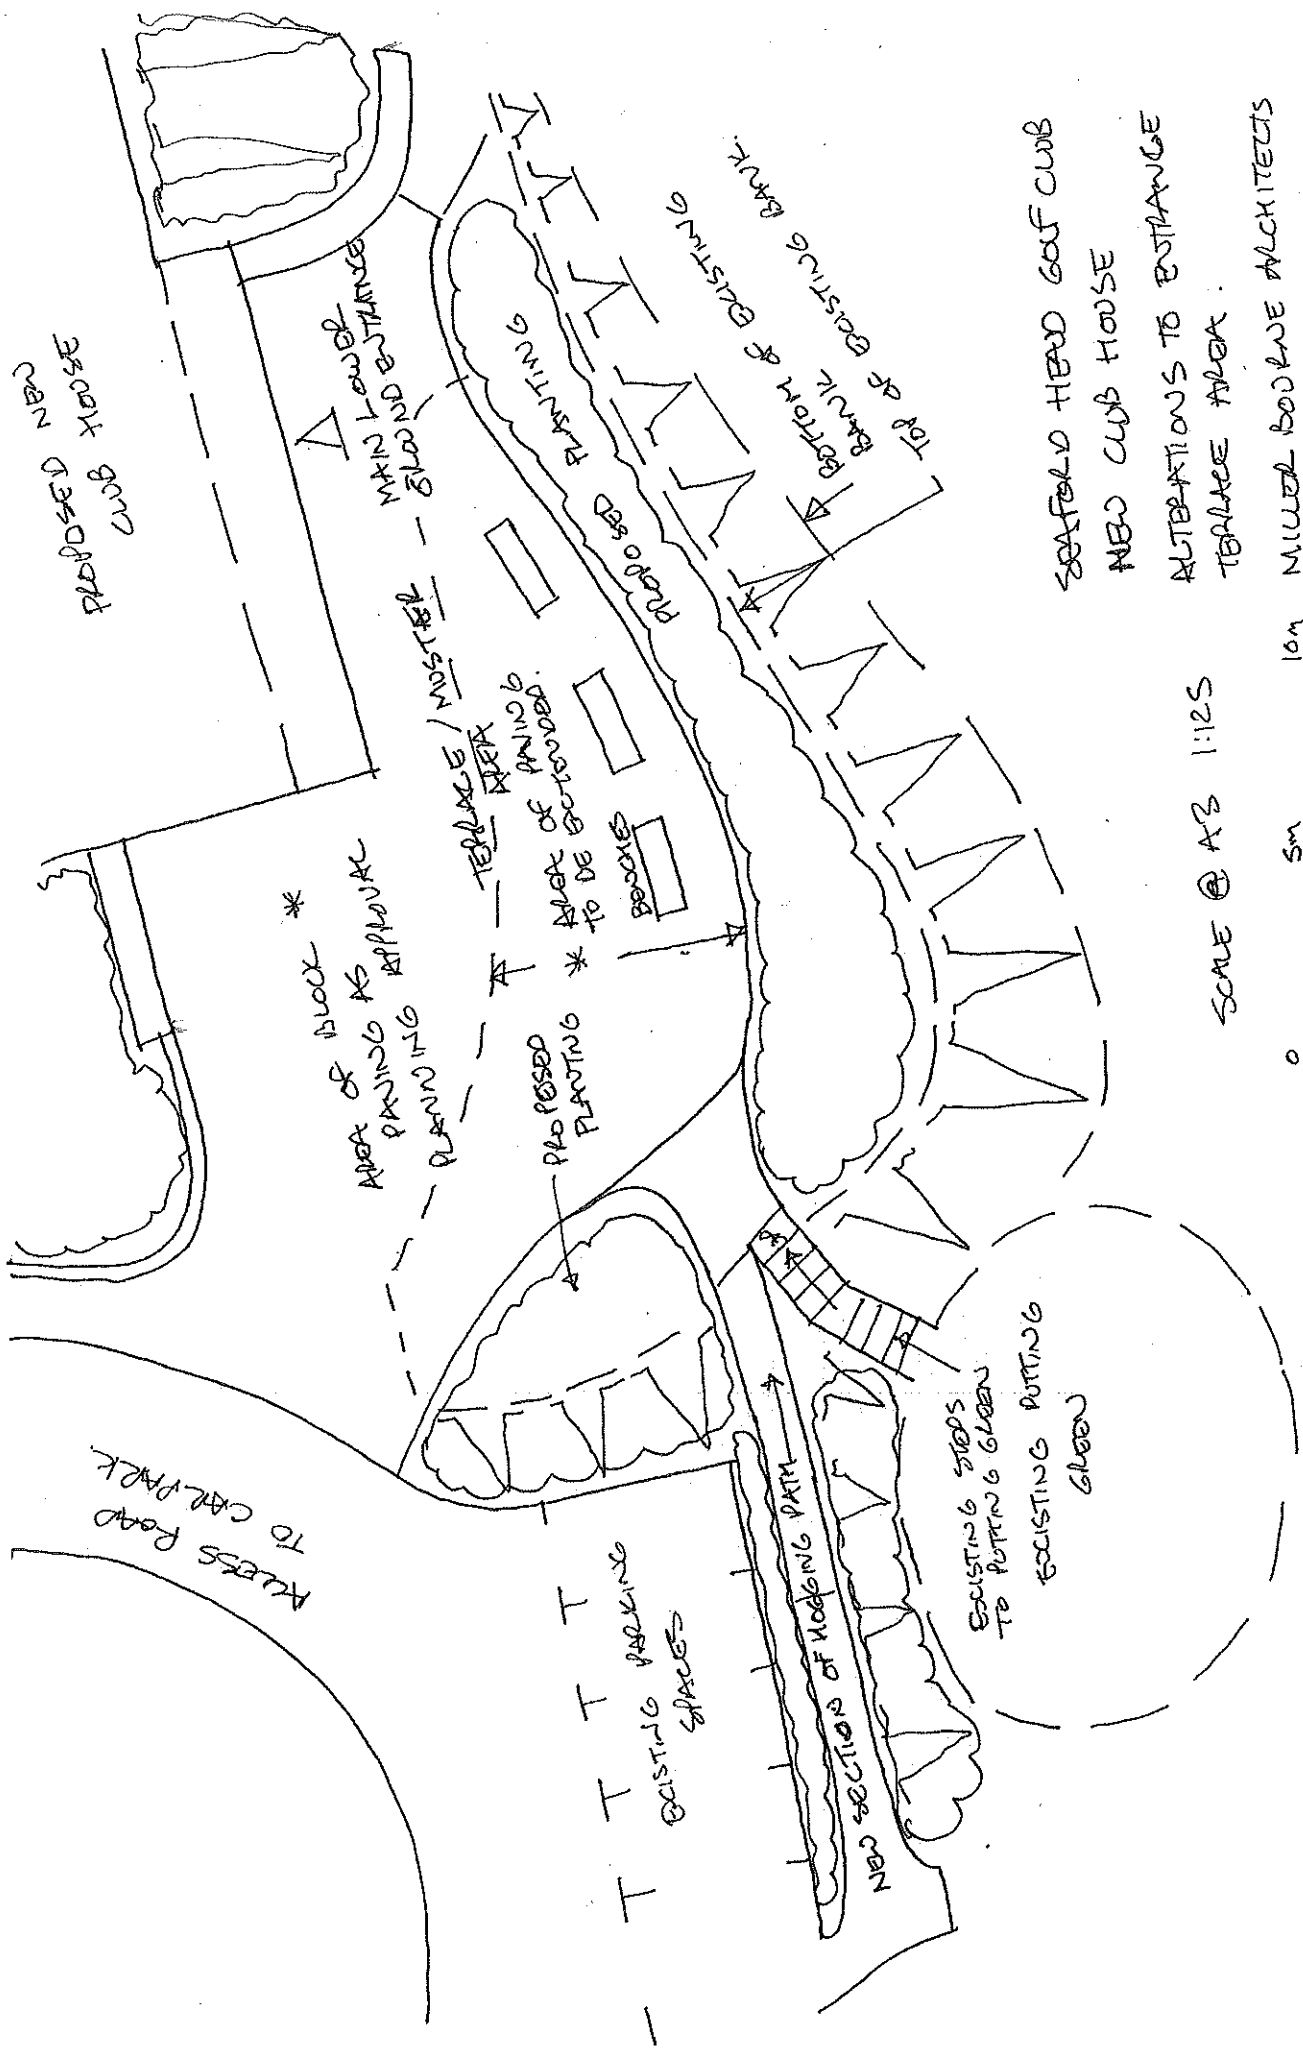 PROPOSED NEW
CLUB HOUSE
MAIN LOWER
GROUND ENTRANCE
TERRACE / MUSTER
AREA
* AREA OF PAVING
TO BE EXTENDED.
BENCHES
AREA OF BLOCK *
PAVING AS
PLANNING APPROVAL
PROPOSED
PLANTING
PROPOSED PLANTING
BOTTOM OF EXISTING
BANK
TOP OF EXISTING BANK.
ACCESS ROAD
TO CAR PARK
EXISTING PARKING
SPACES
NEW SECTION OF HOGGING PATH
EXISTING STEPS
TO PUTTING GREEN
EXISTING PUTTING
GREEN
SEAFORD HEAD GOLF CLUB
NEW CLUB HOUSE
ALTERATIONS TO ENTRANCE
TERRACE AREA.
SCALE @ A3 1:125
0 5m 10m
MILLER BOURNE ARCHITECTS